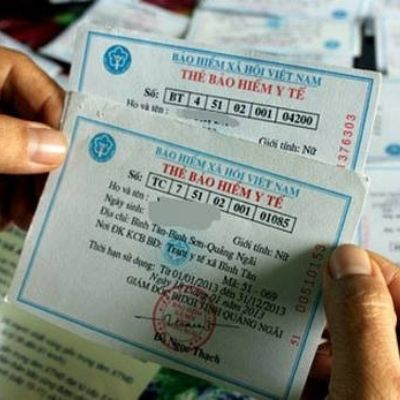 BẢO HIỂM XÃ HỘI VIỆT NAM
THẺ BẢO HIỂM Y TẾ
Số: BT 4 51 02 001 04200
Họ và tên:
Giới tính: Nữ
1376303
BẢO HIỂM XÃ HỘI VIỆT NAM
THẺ BẢO HIỂM Y TẾ
Số: TC 7 51 02 001 01085
Họ và tên:
Ngày sinh: Giới tính: Nữ
Địa chỉ: Bình Tân-Bình Sơn-Quảng Ngãi
Nơi ĐK KCB BĐ: Trạm y tế xã Bình Tân
Mã: 51 - 069
Thời hạn sử dụng: Từ 01/01/2013 đến 31/12/2013
Ngày 18 tháng 01 năm 2013
GIÁM ĐỐC BHXH TỈNH QUẢNG NGÃI
Đỗ Ngọc Thạch
51 00510153